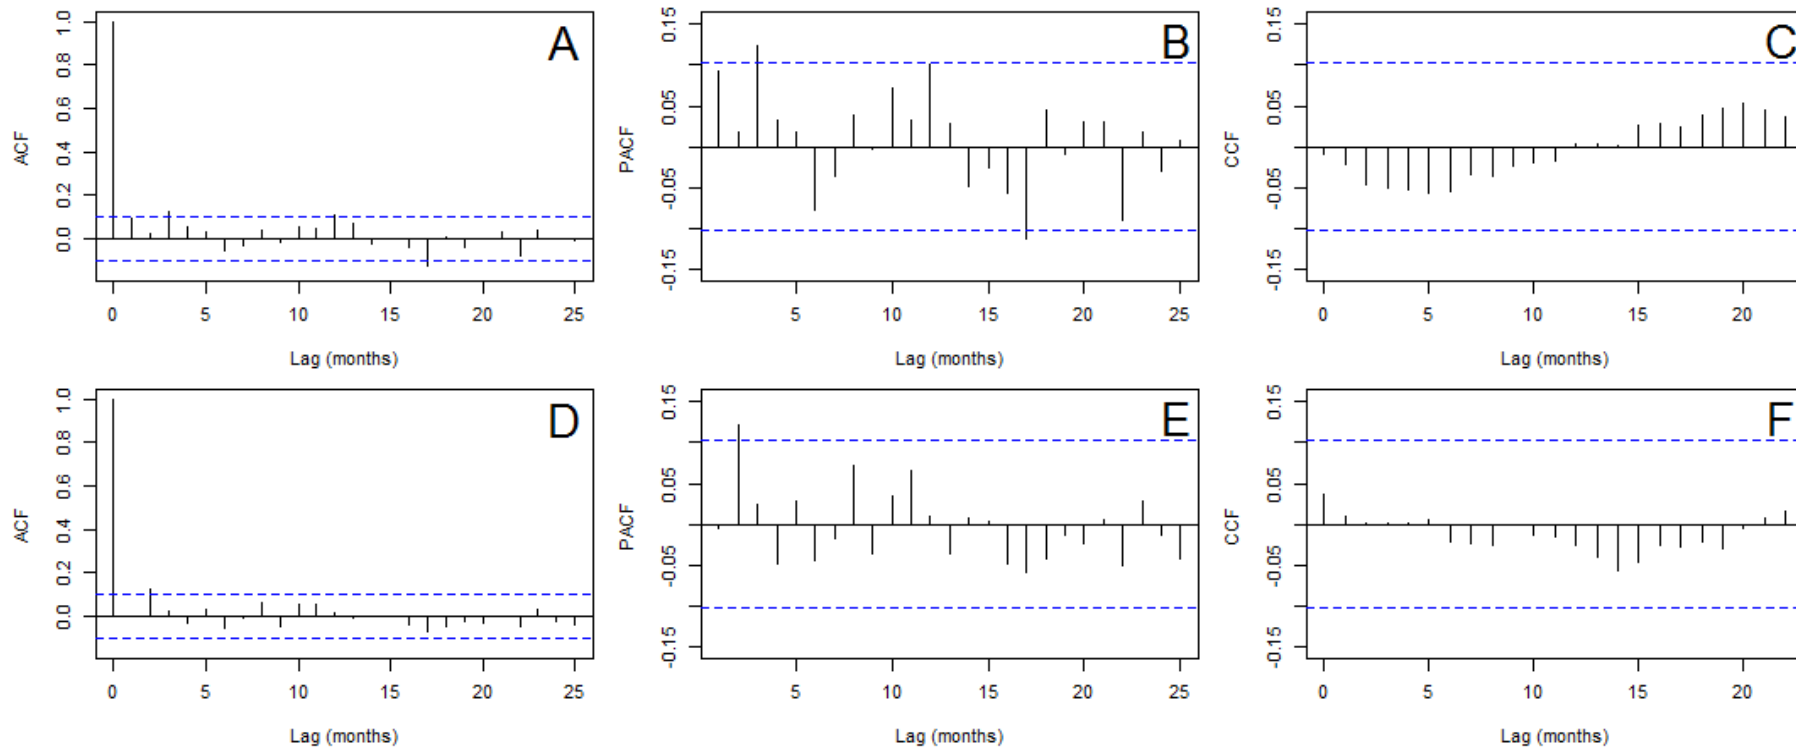 A
ACF
0.0 0.2 0.4 0.6 0.8 1.0
0 5 10 15 20 25
Lag (months)
B
PACF
-0.15 -0.05 0.05 0.15
5 10 15 20 25
Lag (months)
C
CCF
-0.15 -0.05 0.05 0.15
0 5 10 15 20
Lag (months)
D
ACF
0.0 0.2 0.4 0.6 0.8 1.0
0 5 10 15 20 25
Lag (months)
E
PACF
-0.15 -0.05 0.05 0.15
5 10 15 20 25
Lag (months)
F
CCF
-0.15 -0.05 0.05 0.15
0 5 10 15 20
Lag (months)